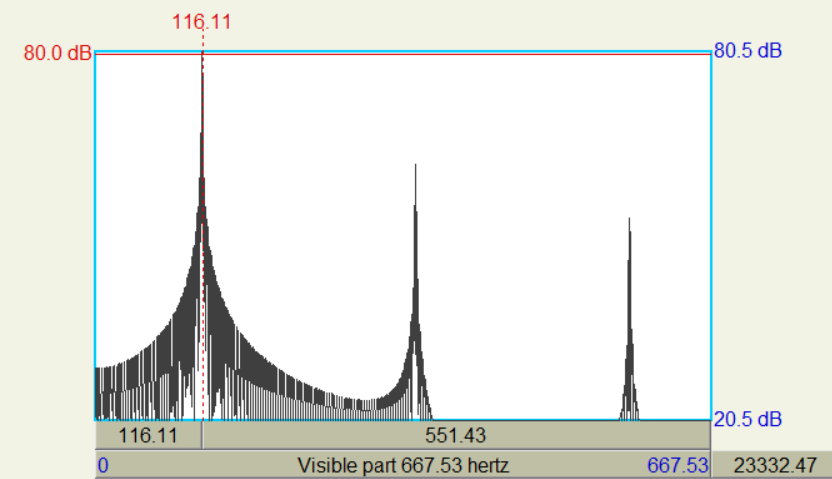 116.11
80.0 dB 80.5 dB
20.5 dB
116.11 551.43
0 Visible part 667.53 hertz 667.53 23332.47